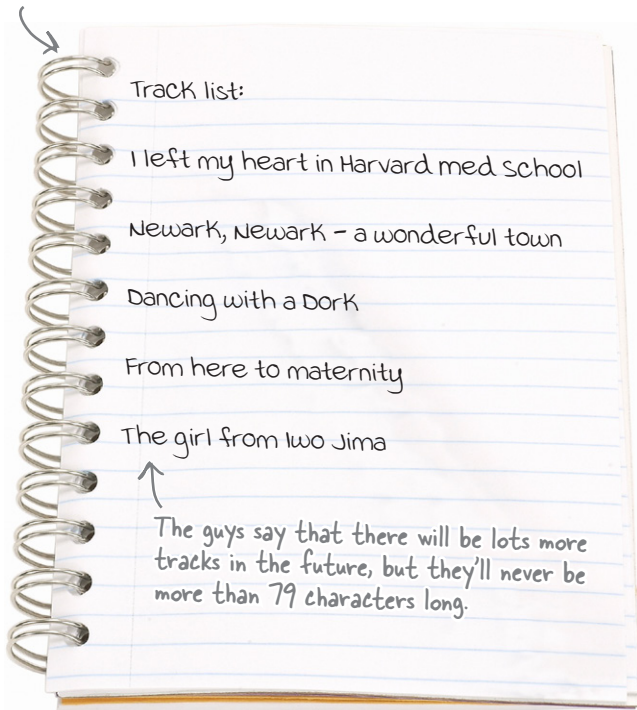 Track list:
I left my heart in Harvard med school
Newark, Newark - a wonderful town
Dancing with a Dork
From here to maternity
The girl from Iwo Jima
The guys say that there will be lots more
tracks in the future, but they'll never be
more than 79 characters long.